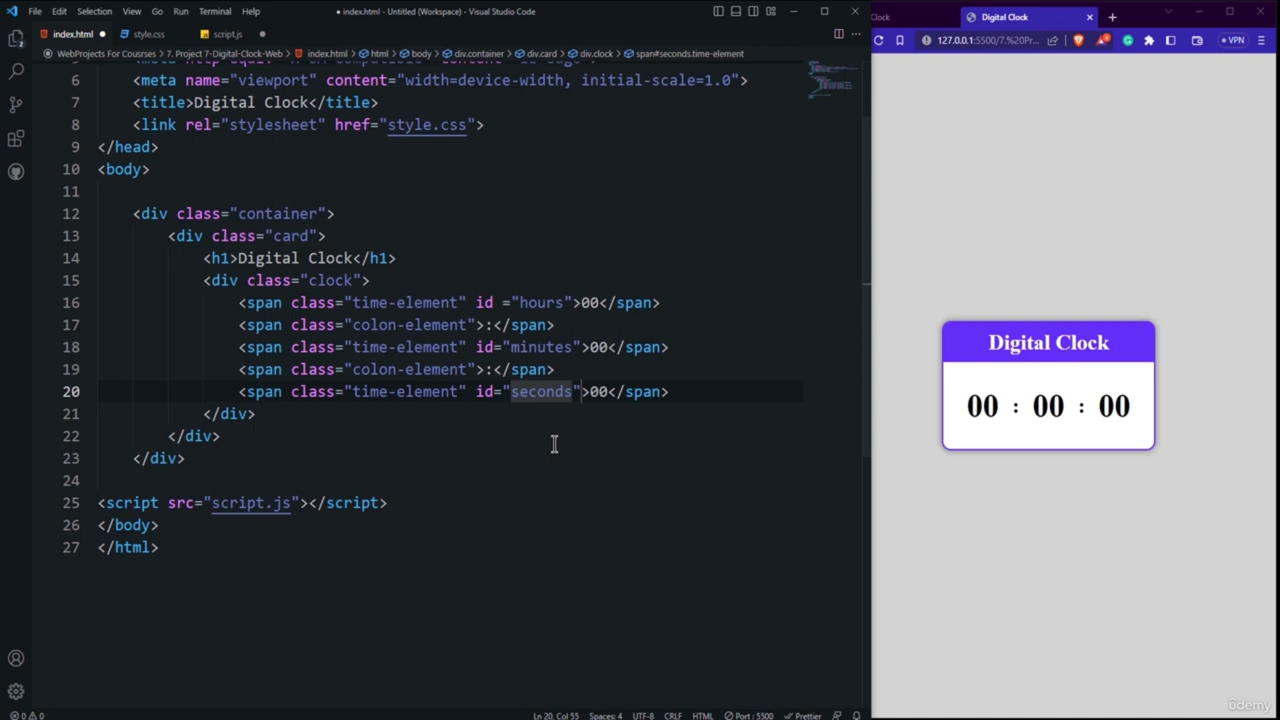 File Edit Selection View Go Run Terminal Help
● index.html - Untitled (Workspace) - Visual Studio Code
index.html ● style.css script.js ●
WebProjects For Coursses > 7. Project 7-Digital-Clock-Web > index.html > html > body > div.container > div.card > div.clock > span#seconds.time-element
6 <meta name="viewport" content="width=device-width, initial-scale=1.0">
7 <title>Digital Clock</title>
8 <link rel="stylesheet" href="style.css">
9 </head>
10 <body>
11
12 <div class="container">
13 <div class="card">
14 <h1>Digital Clock</h1>
15 <div class="clock">
16 <span class="time-element" id ="hours">00</span>
17 <span class="colon-element">:</span>
18 <span class="time-element" id="minutes">00</span>
19 <span class="colon-element">:</span>
20 <span class="time-element" id="seconds">00</span>
21 </div>
22 </div>
23 </div>
24
25 <script src="script.js"></script>
26 </body>
27 </html>
0 0
Ln 20, Col 55 Spaces: 4 UTF-8 CRLF HTML Port : 5500 Prettier
Clock Digital Clock
127.0.0.1:5500/7.%20Pr... VPN
Digital Clock
00 : 00 : 00
ûdemy